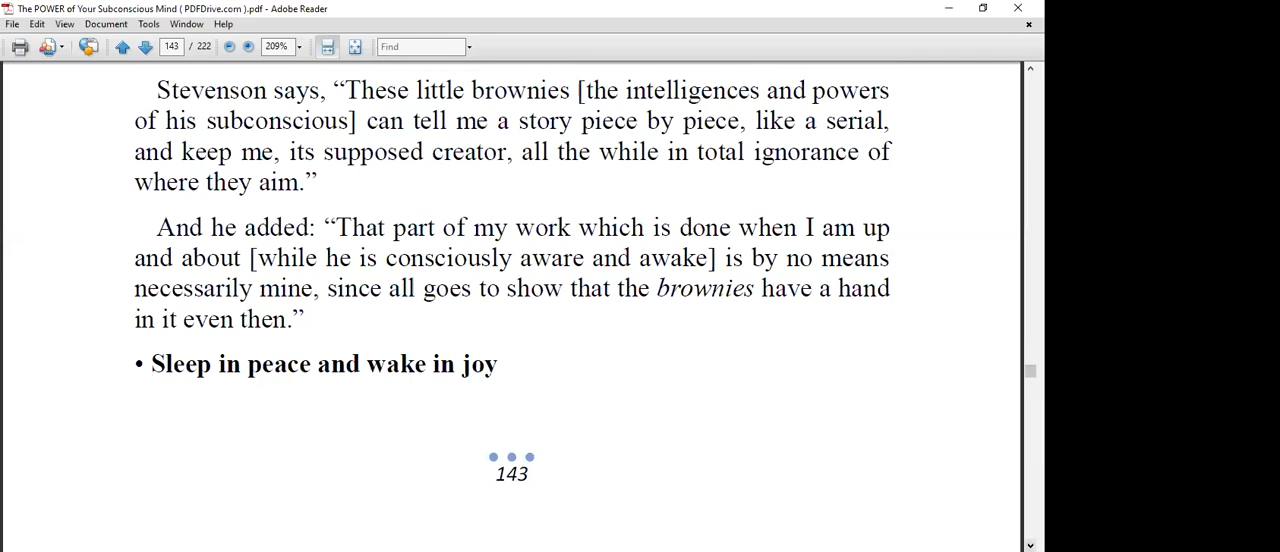 The POWER of Your Subconscious Mind ( PDFDrive.com ).pdf - Adobe Reader
File Edit View Document Tools Window Help
143 / 222 209% Find
Stevenson says, “These little brownies [the intelligences and powers
of his subconscious] can tell me a story piece by piece, like a serial,
and keep me, its supposed creator, all the while in total ignorance of
where they aim.”
And he added: “That part of my work which is done when I am up
and about [while he is consciously aware and awake] is by no means
necessarily mine, since all goes to show that the brownies have a hand
in it even then.”
• Sleep in peace and wake in joy
143